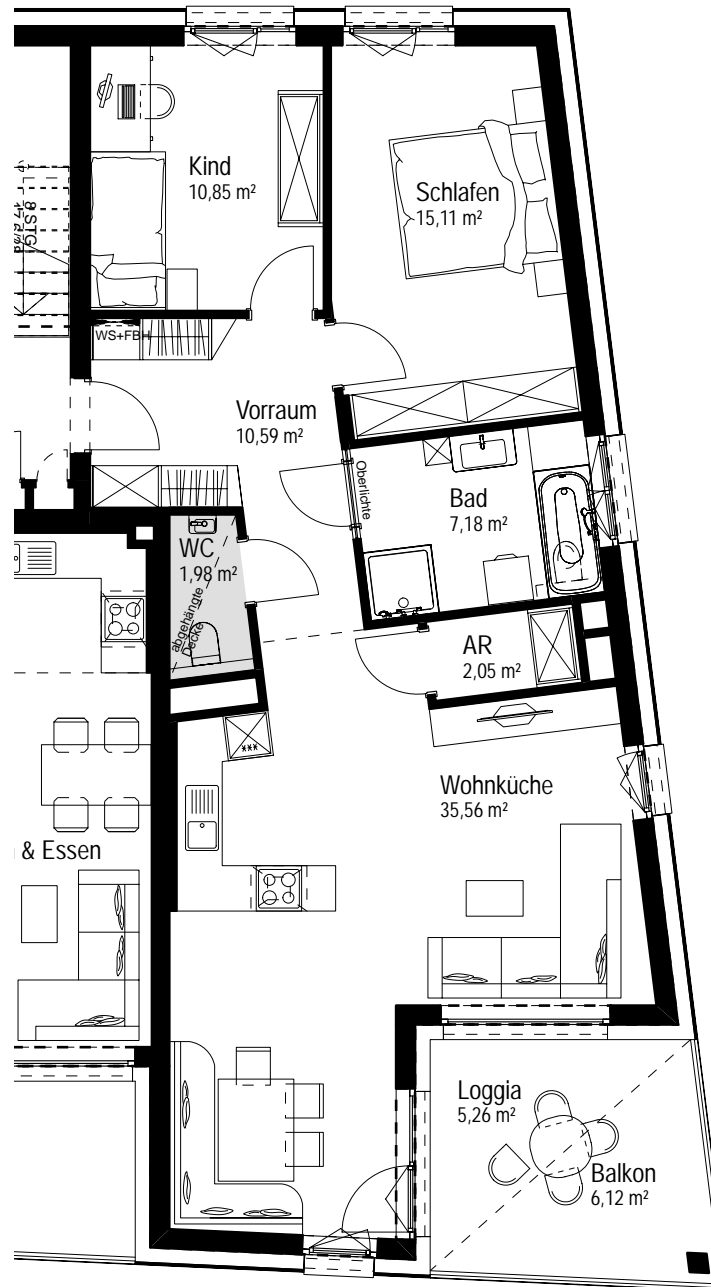 Kind
10,85 m²
Schlafen
15,11 m²
8 STG
WS+FBH
Vorraum
10,59 m²
Oberlichte
Bad
7,18 m²
WC
1,98 m²
abgehängte
Decke
AR
2,05 m²
***
Wohnküche
35,56 m²
& Essen
Loggia
5,26 m²
Balkon
6,12 m²